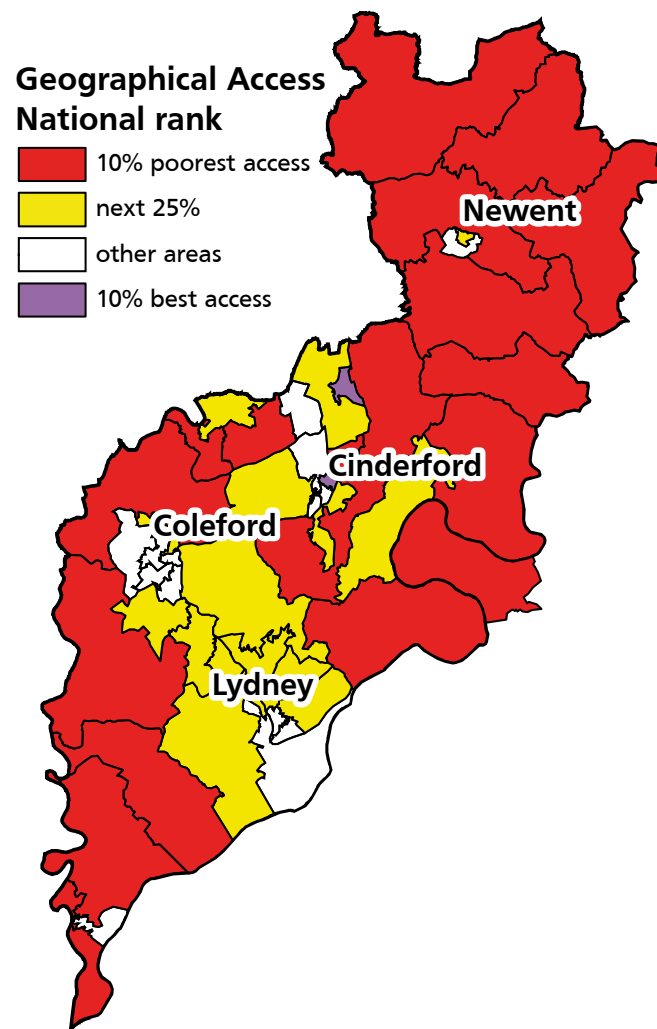 Geographical Access
National rank
10% poorest access
next 25%
other areas
10% best access
Newent
Cinderford
Coleford
Lydney